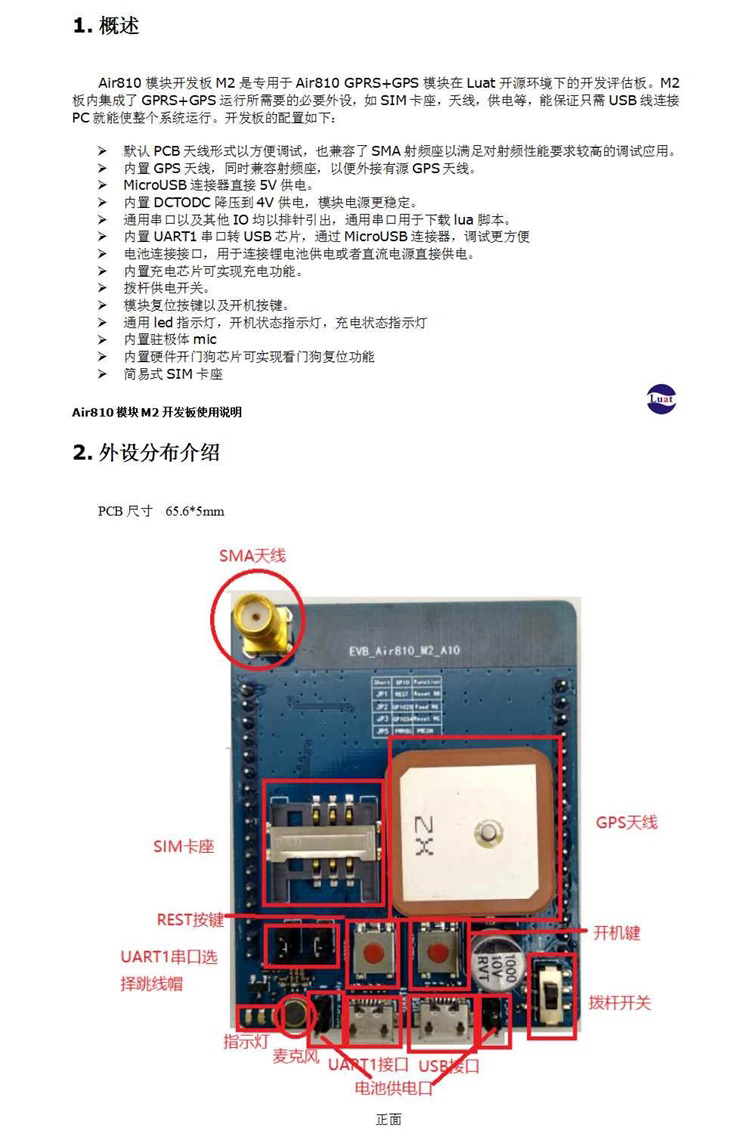 1. 概述
Air810 模块开发板 M2 是专用于 Air810 GPRS+GPS 模块在 Luat 开源环境下的开发评估板。M2
板内集成了 GPRS+GPS 运行所需要的必要外设，如 SIM 卡座，天线，供电等，能保证只需 USB 线连接
PC 就能使整个系统运行。开发板的配置如下：
➢ 默认 PCB 天线形式以方便调试，也兼容了 SMA 射频座以满足对射频性能要求较高的调试应用。
➢ 内置 GPS 天线，同时兼容射频座，以便外接有源 GPS 天线。
➢ MicroUSB 连接器直接 5V 供电。
➢ 内置 DCTODC 降压到 4V 供电，模块电源更稳定。
➢ 通用串口以及其他 IO 均以排针引出，通用串口用于下载 lua 脚本。
➢ 内置 UART1 串口转 USB 芯片，通过 MicroUSB 连接器，调试更方便
➢ 电池连接接口，用于连接锂电池供电或者直流电源直接供电。
➢ 内置充电芯片可实现充电功能。
➢ 拨杆供电开关。
➢ 模块复位按键以及开机按键。
➢ 通用 led 指示灯，开机状态指示灯，充电状态指示灯
➢ 内置驻极体 mic
➢ 内置硬件开门狗芯片可实现看门狗复位功能
➢ 简易式 SIM 卡座
Luat
Air810 模块 M2 开发板使用说明
2. 外设分布介绍
PCB 尺寸 65.6*5mm
SMA天线
EVB_Air810_M2_A10
Short GPIO Function
JP1 REST
JP2
JP3
JP5
GPS天线
XZ
SIM卡座
REST按键
开机键
UART1串口选
择跳线帽
1000
10V
RVT
拨杆开关
指示灯
麦克风
UART1接口
USB接口
电池供电口
正面